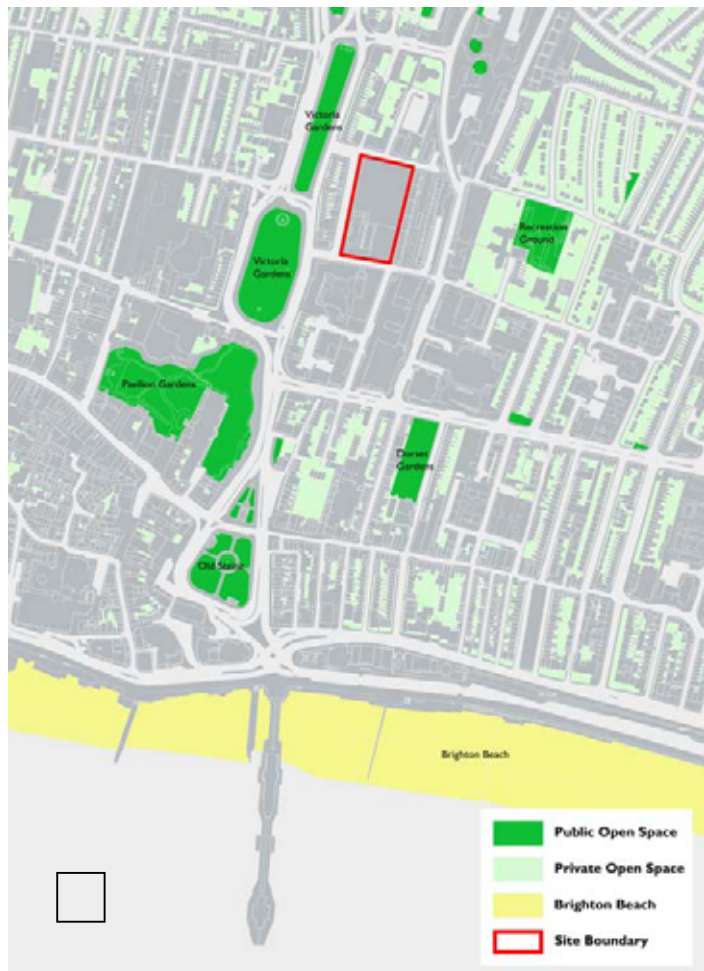 Victoria
Gardens
Recreation
Ground
Victoria
Gardens
Pavilion Gardens
Dorset
Gardens
Old Steine
Brighton Beach
Public Open Space
Private Open Space
Brighton Beach
Site Boundary